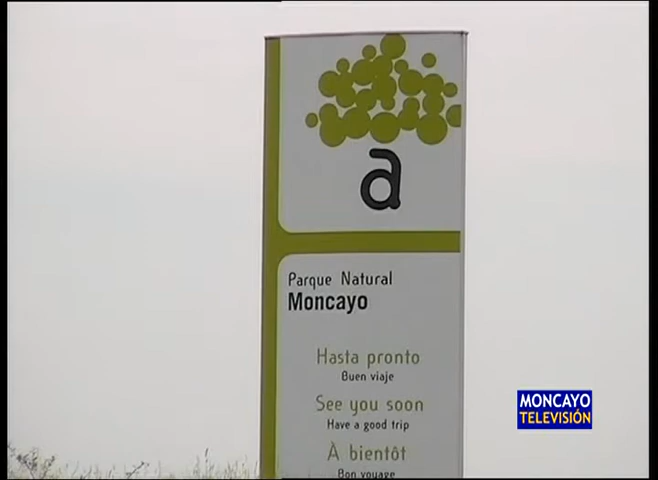 a
Parque Natural
Moncayo
Hasta pronto
Buen viaje
See you soon
Have a good trip
À bientôt
Bon voyage
MONCAYO
TELEVISIÓN